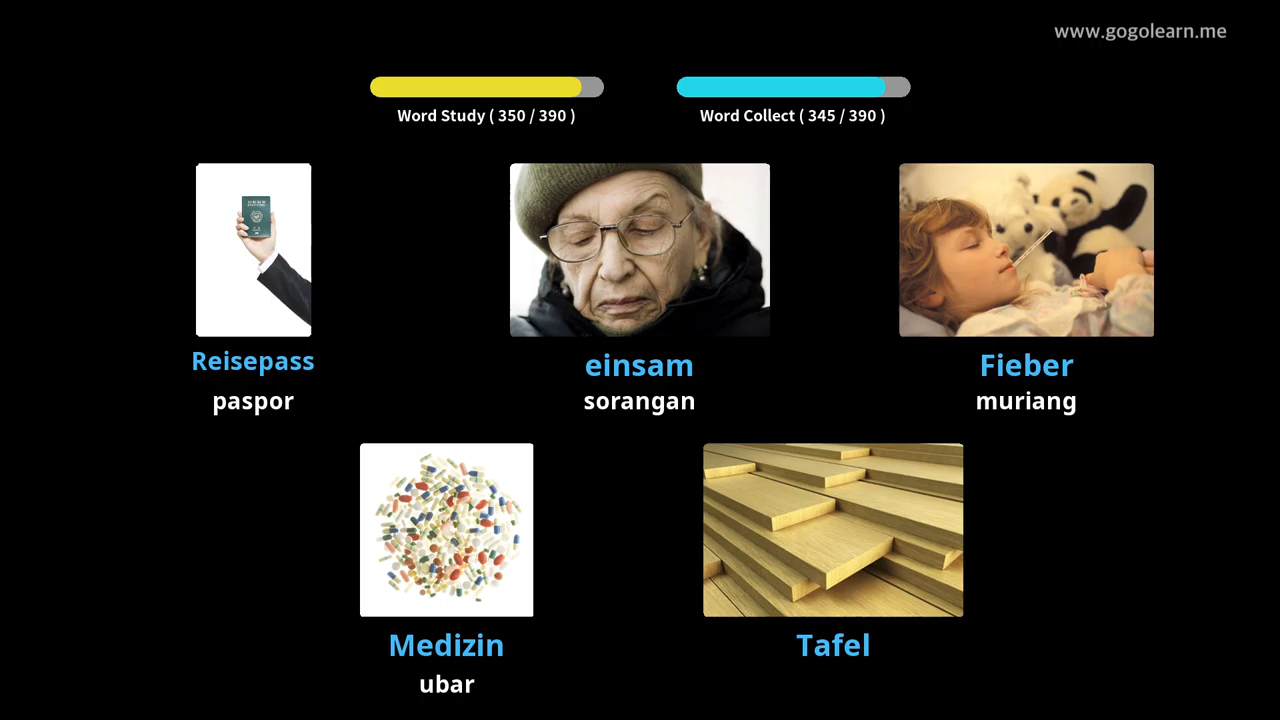 www.gogolearn.me
Word Study ( 350 / 390 )
Word Collect ( 345 / 390 )
Reisepass
paspor
einsam
sorangan
Fieber
muriang
Medizin
ubar
Tafel